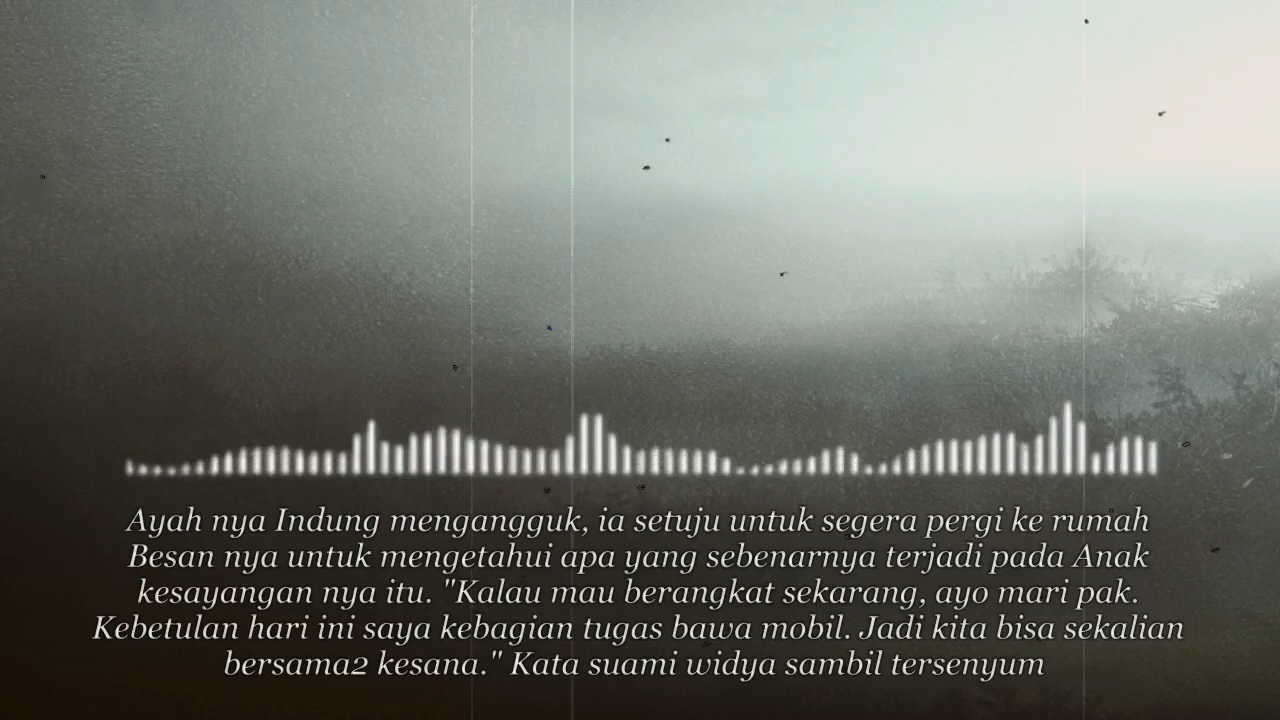 Ayah nya Indung mengangguk, ia setuju untuk segera pergi ke rumah
Besan nya untuk mengetahui apa yang sebenarnya terjadi pada Anak
kesayangan nya itu. "Kalau mau berangkat sekarang, ayo mari pak.
Kebetulan hari ini saya kebagian tugas bawa mobil. Jadi kita bisa sekalian
bersama2 kesana." Kata suami widya sambil tersenyum